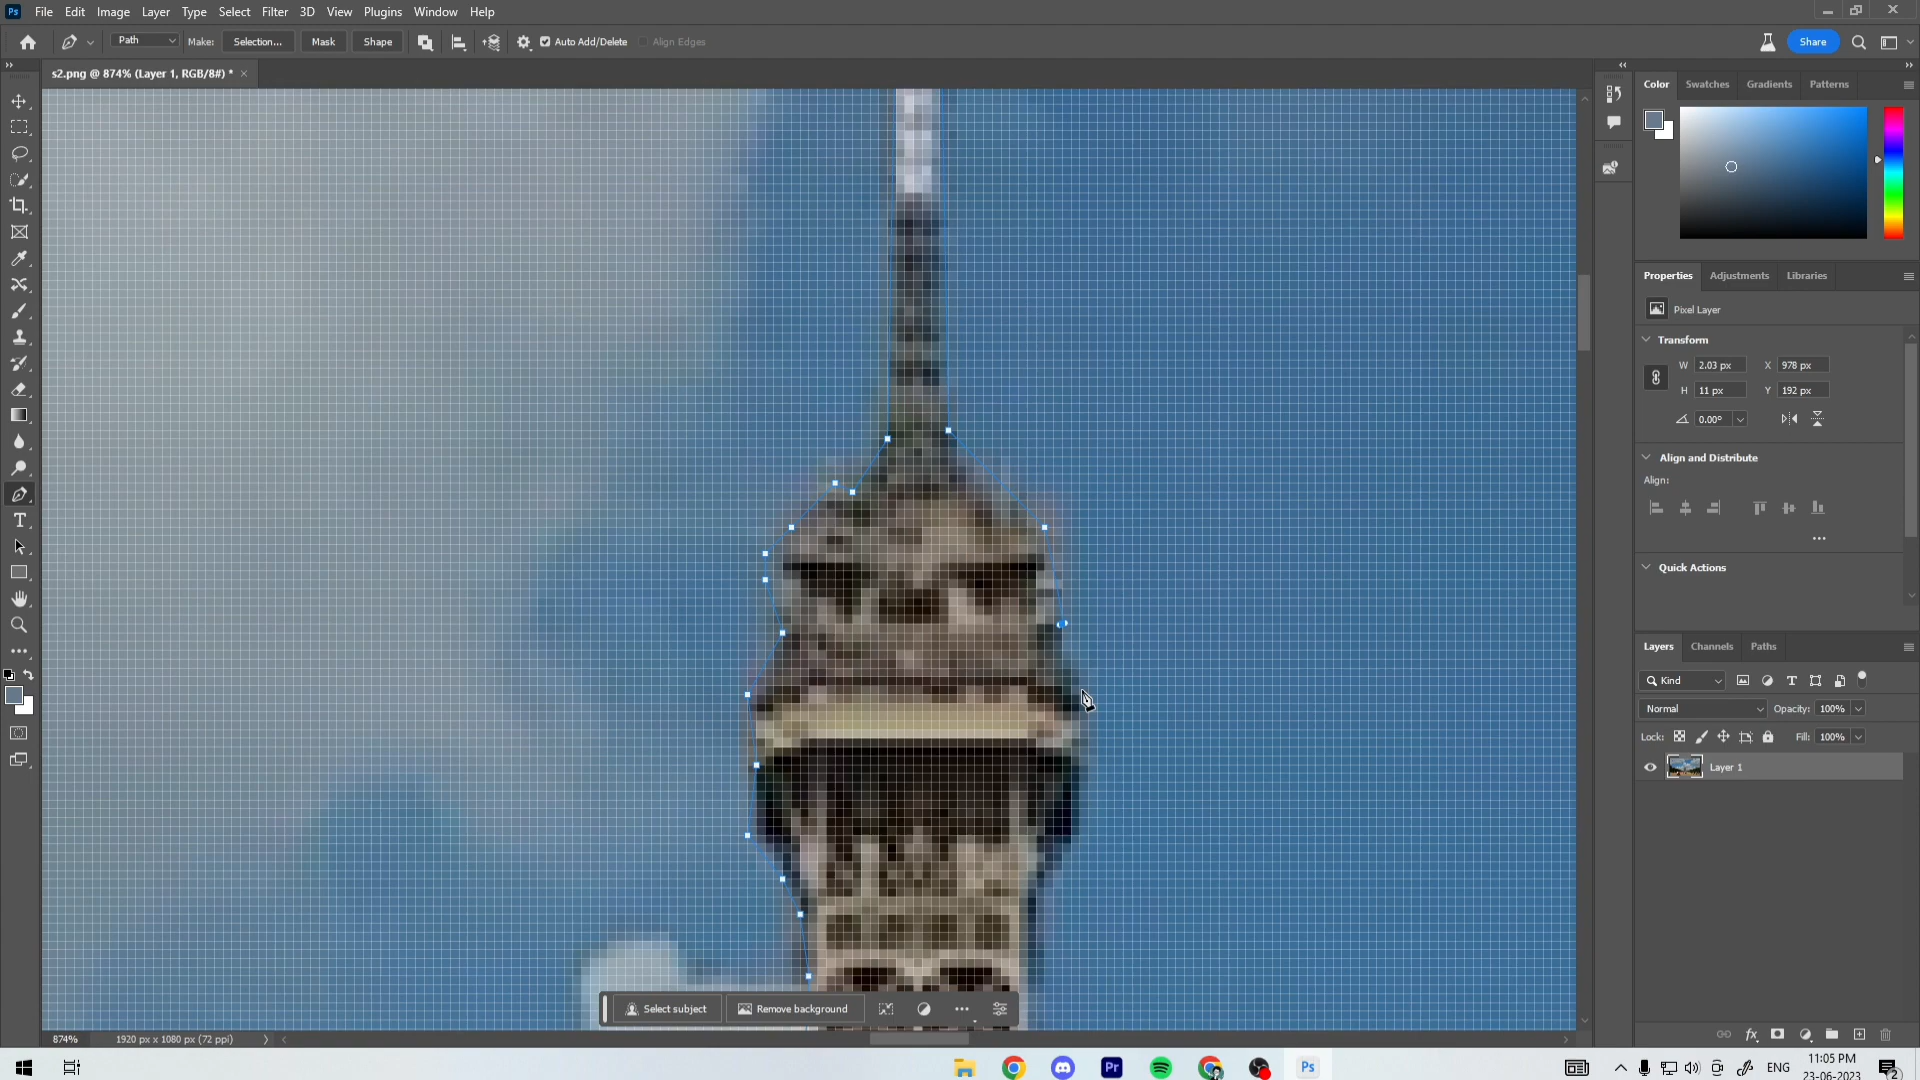 Ps File Edit Image Layer Type Select Filter 3D View Plugins Window Help
Path Make: Selection... Mask Shape Auto Add/Delete Align Edges Share
s2.png @ 874% (Layer 1, RGB/8#) * ×
Color Swatches Gradients Patterns
Properties Adjustments Libraries
Pixel Layer
Transform
W 2.03 px X 978 px
H 11 px Y 192 px
0.00°
Align and Distribute
Align:
Quick Actions
Layers Channels Paths
Kind
Normal Opacity: 100%
Lock: Fill: 100%
Layer 1
Select subject Remove background
874% 1920 px x 1080 px (72 ppi)
Pr Ps ENG 11:05 PM
23-06-2023 2